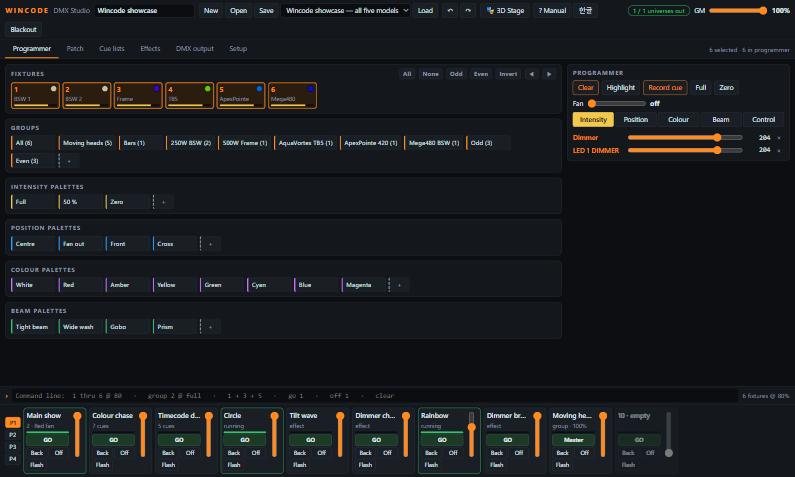 WINCODE DMX Studio Wincode showcase New Open Save Wincode showcase — all five models Load 3D Stage ? Manual 한글 1 / 1 universes out GM 100%
Blackout
Programmer Patch Cue lists Effects DMX output Setup 6 selected · 6 in programmer
FIXTURES All None Odd Even Invert
1 2 3 4 5 6
BSW 1 BSW 2 Frame TB5 ApexPointe Mega480
GROUPS
All (6) Moving heads (5) Bars (1) 250W BSW (2) 500W Frame (1) AquaVortex TB5 (1) ApexPointe 420 (1) Mega480 BSW (1) Odd (3)
Even (3) +
INTENSITY PALETTES
Full 50 % Zero +
POSITION PALETTES
Centre Fan out Front Cross +
COLOUR PALETTES
White Red Amber Yellow Green Cyan Blue Magenta +
BEAM PALETTES
Tight beam Wide wash Gobo Prism +
PROGRAMMER
Clear Highlight Record cue Full Zero
Fan off
Intensity Position Colour Beam Control
Dimmer 204 ×
LED 1 DIMMER 204 ×
› Command line: 1 thru 6 @ 80 · group 2 @ full · 1 + 3 + 5 · go 1 · off 1 · clear 6 fixtures @ 80%
P1
P2
P3
P4
Main show Colour chase Timecode d... Circle Tilt wave Dimmer ch... Rainbow Dimmer br... Moving he... 10 · empty
2 · Red fan 7 cues 5 cues running effect effect running effect group · 100%
GO GO GO GO GO GO GO GO Master GO
Back Off Back Off Back Off Back Off Back Off Back Off Back Off Back Off Back Off Back Off
Flash Flash Flash Flash Flash Flash Flash Flash Flash Flash